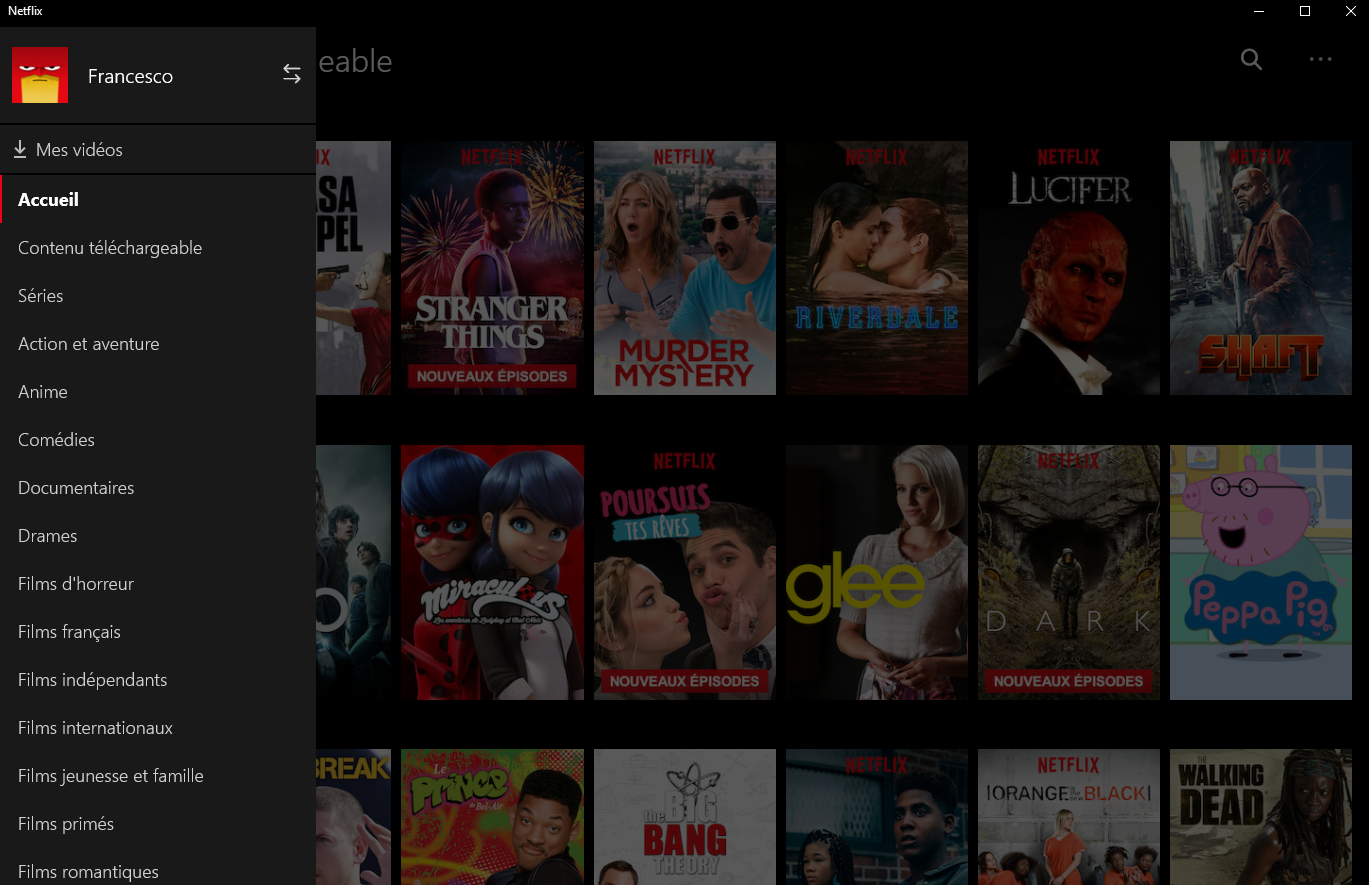 Netflix
Francesco
eable
Mes vidéos
Accueil
Contenu téléchargeable
Séries
Action et aventure
Anime
Comédies
Documentaires
Drames
Films d'horreur
Films français
Films indépendants
Films internationaux
Films jeunesse et famille
Films primés
Films romantiques
IX
SA
PEL
NETFLIX
STRANGER
THINGS
NOUVEAUX ÉPISODES
NETFLIX
MURDER
MYSTERY
NETFLIX
RIVERDALE
NETFLIX
LUCIFER
NETFLIX
SHAFT
O
Miraculous
Les aventures de Ladybug et Chat Noir
NETFLIX
POURSUIS
TES RÊVES
NOUVEAUX ÉPISODES
glee
NETFLIX
DARK
NOUVEAUX ÉPISODES
Peppa Pig
BREAK
Le
PRINCE
de Bel-Air
the BIG
BANG
THEORY
NETFLIX
NETFLIX
ORANGE IS THE NEW BLACK
THE
WALKING
DEAD